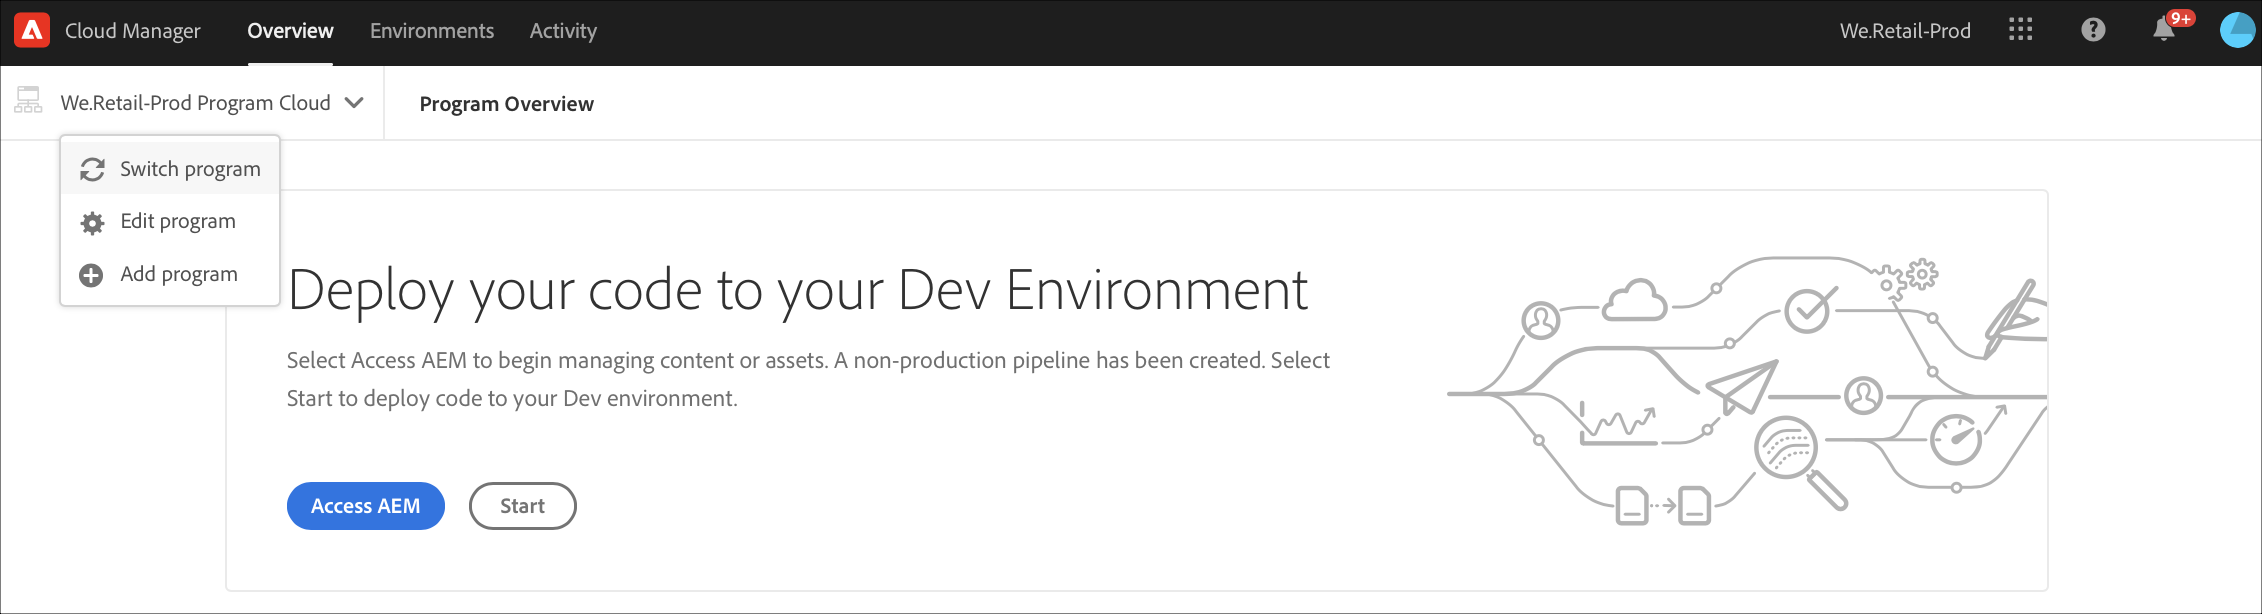 Cloud Manager Overview Environments Activity We.Retail-Prod ? 9+
We.Retail-Prod Program Cloud Program Overview
Switch program
Edit program
Add program
Deploy your code to your Dev Environment
Select Access AEM to begin managing content or assets. A non-production pipeline has been created. Select
Start to deploy code to your Dev environment.
Access AEM Start